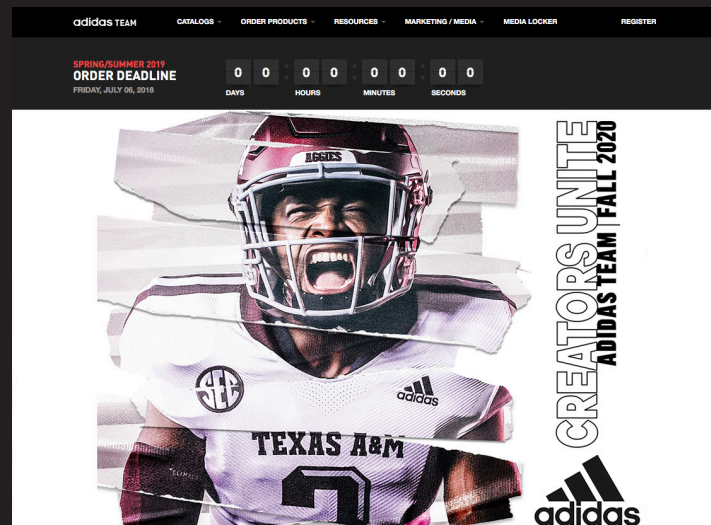 adidas TEAM
CATALOGS
ORDER PRODUCTS
RESOURCES
MARKETING / MEDIA
MEDIA LOCKER
REGISTER
SPRING/SUMMER 2019
ORDER DEADLINE
FRIDAY, JULY 06, 2018
0 0 : 0 0 : 0 0 : 0 0
DAYS HOURS MINUTES SECONDS
CREATORS UNITE
ADIDAS TEAM | FALL 2020
AGGIES
SEC
adidas
TEXAS A&M
CLIMA
2
adidas